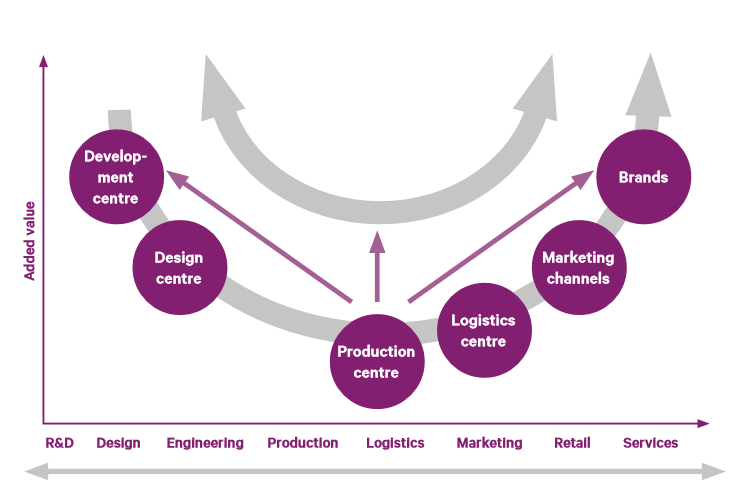 Develop-
ment
centre
Brands
Design
centre
Marketing
channels
Logistics
centre
Production
centre
Added value
R&D Design Engineering Production Logistics Marketing Retail Services